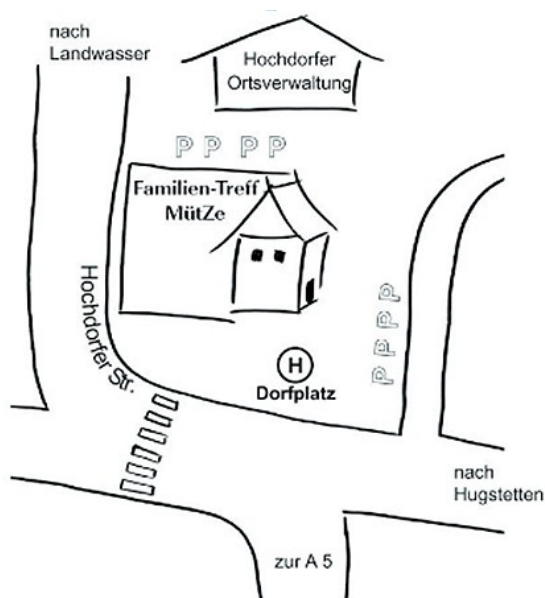 nach
Landwasser
Hochdorfer
Ortsverwaltung
P P P P
Familien-Treff
MütZe
Hochdorfer Str.
P P P P
H
Dorfplatz
nach
Hugstetten
zur A 5